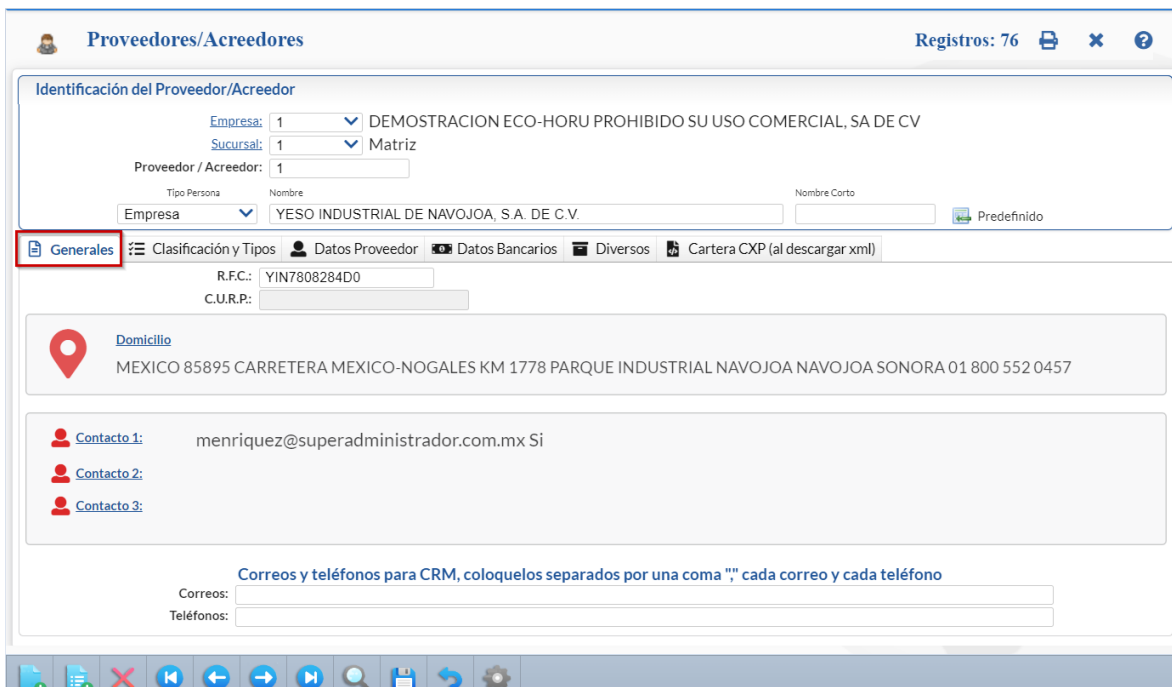 Proveedores/Acreedores Registros: 76
Identificación del Proveedor/Acreedor
Empresa: 1 DEMOSTRACION ECO-HORU PROHIBIDO SU USO COMERCIAL, SA DE CV
Sucursal: 1 Matriz
Proveedor / Acreedor: 1
Tipo Persona Nombre Nombre Corto
Empresa YESO INDUSTRIAL DE NAVOJOA, S.A. DE C.V. Predefinido
Generales Clasificación y Tipos Datos Proveedor Datos Bancarios Diversos Cartera CXP (al descargar xml)
R.F.C.: YIN7808284D0
C.U.R.P.:
Domicilio
MEXICO 85895 CARRETERA MEXICO-NOGALES KM 1778 PARQUE INDUSTRIAL NAVOJOA NAVOJOA SONORA 01 800 552 0457
Contacto 1: menriquez@superadministrador.com.mx Si
Contacto 2:
Contacto 3:
Correos y teléfonos para CRM, coloquelos separados por una coma "," cada correo y cada teléfono
Correos:
Teléfonos: